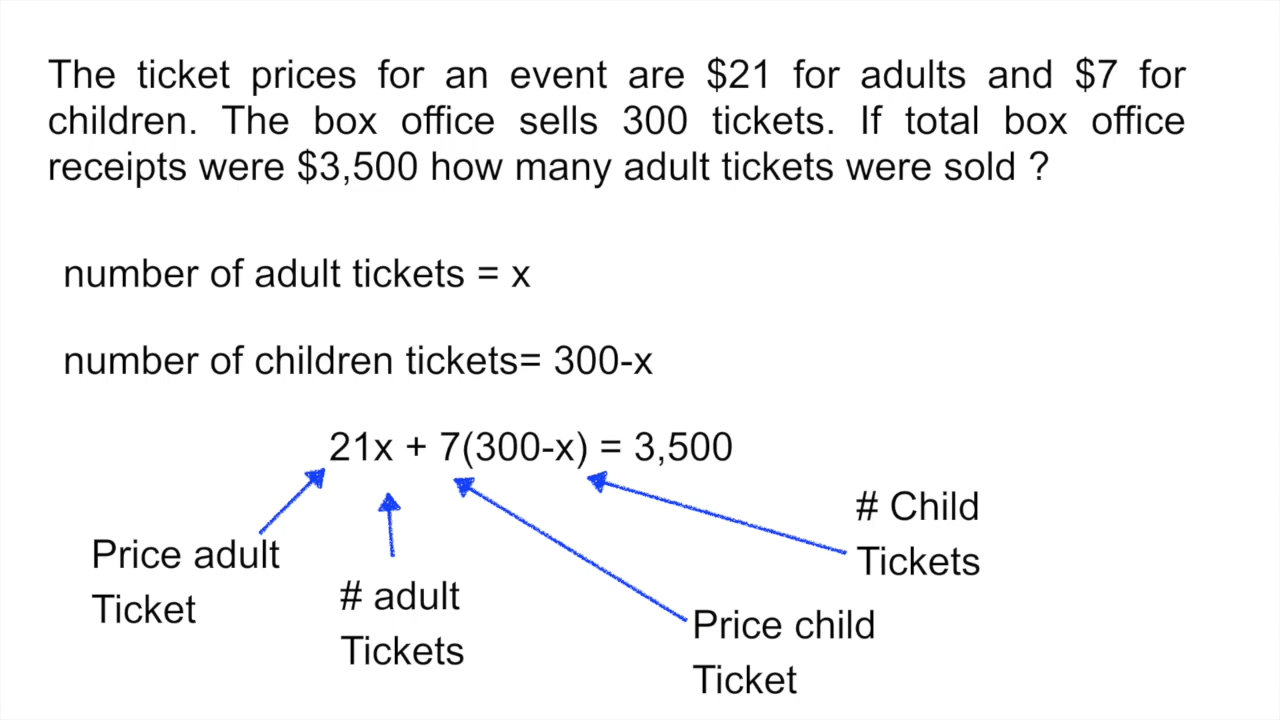 The ticket prices for an event are $21 for adults and $7 for
children. The box office sells 300 tickets. If total box office
receipts were $3,500 how many adult tickets were sold ?
number of adult tickets = x
number of children tickets= 300-x
21x + 7(300-x) = 3,500
Price adult
Ticket
# adult
Tickets
Price child
Ticket
# Child
Tickets